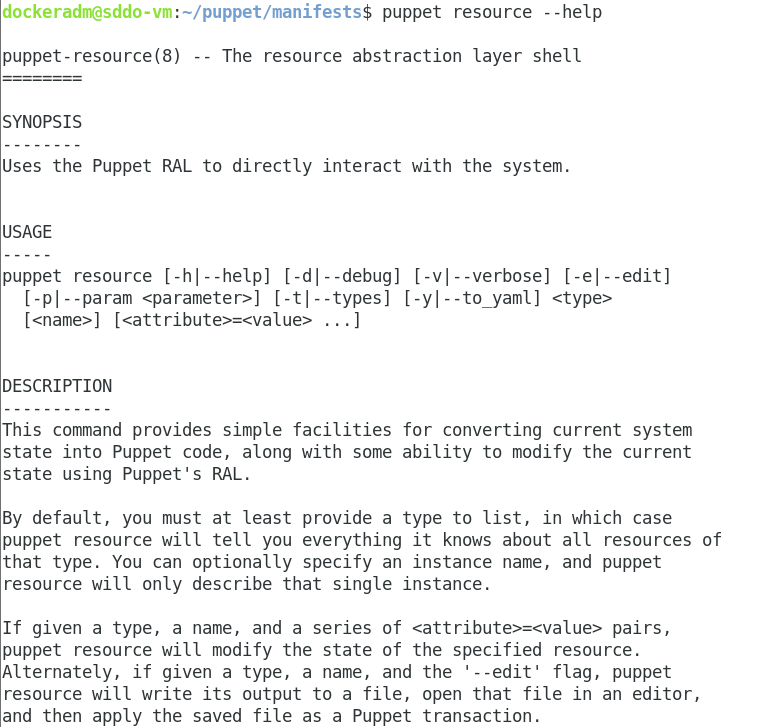 dockeradm@sddo-vm:~/puppet/manifests$ puppet resource --help

puppet-resource(8) -- The resource abstraction layer shell
========

SYNOPSIS
--------
Uses the Puppet RAL to directly interact with the system.


USAGE
-----
puppet resource [-h|--help] [-d|--debug] [-v|--verbose] [-e|--edit]
  [-p|--param <parameter>] [-t|--types] [-y|--to_yaml] <type>
  [<name>] [<attribute>=<value> ...]


DESCRIPTION
-----------
This command provides simple facilities for converting current system
state into Puppet code, along with some ability to modify the current
state using Puppet's RAL.

By default, you must at least provide a type to list, in which case
puppet resource will tell you everything it knows about all resources of
that type. You can optionally specify an instance name, and puppet
resource will only describe that single instance.

If given a type, a name, and a series of <attribute>=<value> pairs,
puppet resource will modify the state of the specified resource.
Alternately, if given a type, a name, and the '--edit' flag, puppet
resource will write its output to a file, open that file in an editor,
and then apply the saved file as a Puppet transaction.